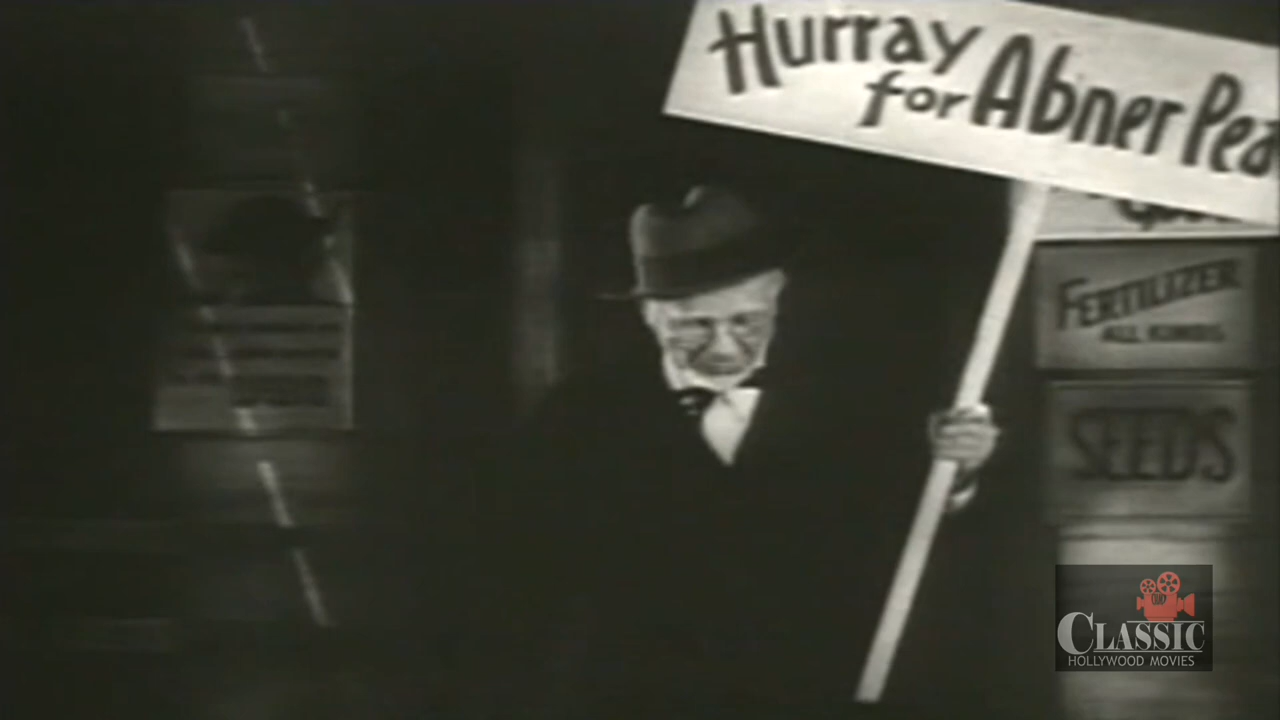 Hurray
for Abner Pea
FERTILIZER
ALL KINDS
SEEDS
CLASSIC
HOLLYWOOD MOVIES